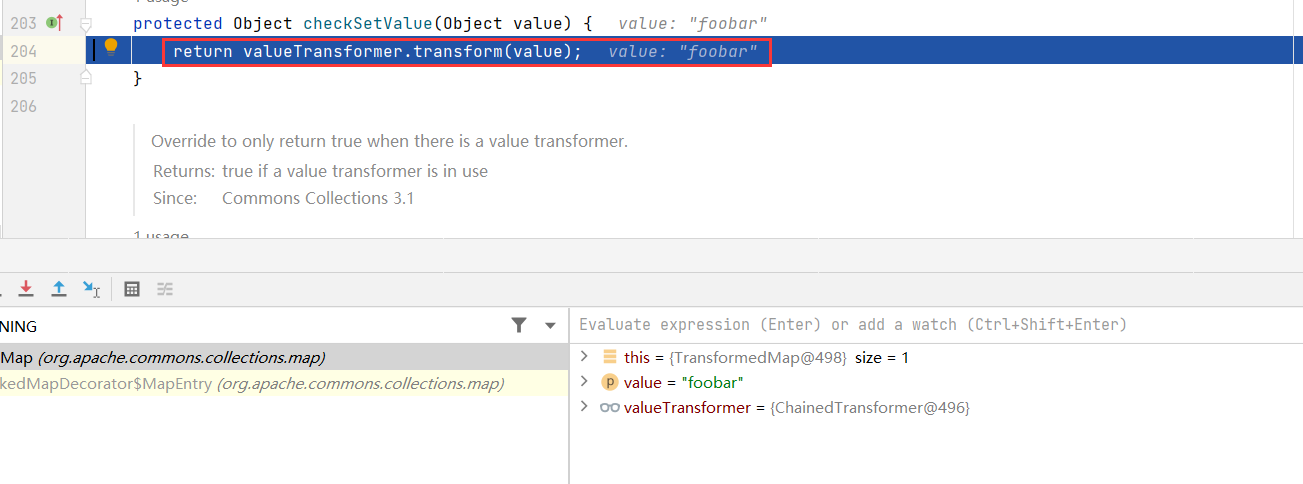 203 protected Object checkSetValue(Object value) { value: "foobar"
204 return valueTransformer.transform(value); value: "foobar"
205 }
206
Override to only return true when there is a value transformer.
Returns: true if a value transformer is in use
Since: Commons Collections 3.1
1 usage
NING
Map (org.apache.commons.collections.map)
kedMapDecorator$MapEntry (org.apache.commons.collections.map)
Evaluate expression (Enter) or add a watch (Ctrl+Shift+Enter)
this = {TransformedMap@498} size = 1
p value = "foobar"
valueTransformer = {ChainedTransformer@496}